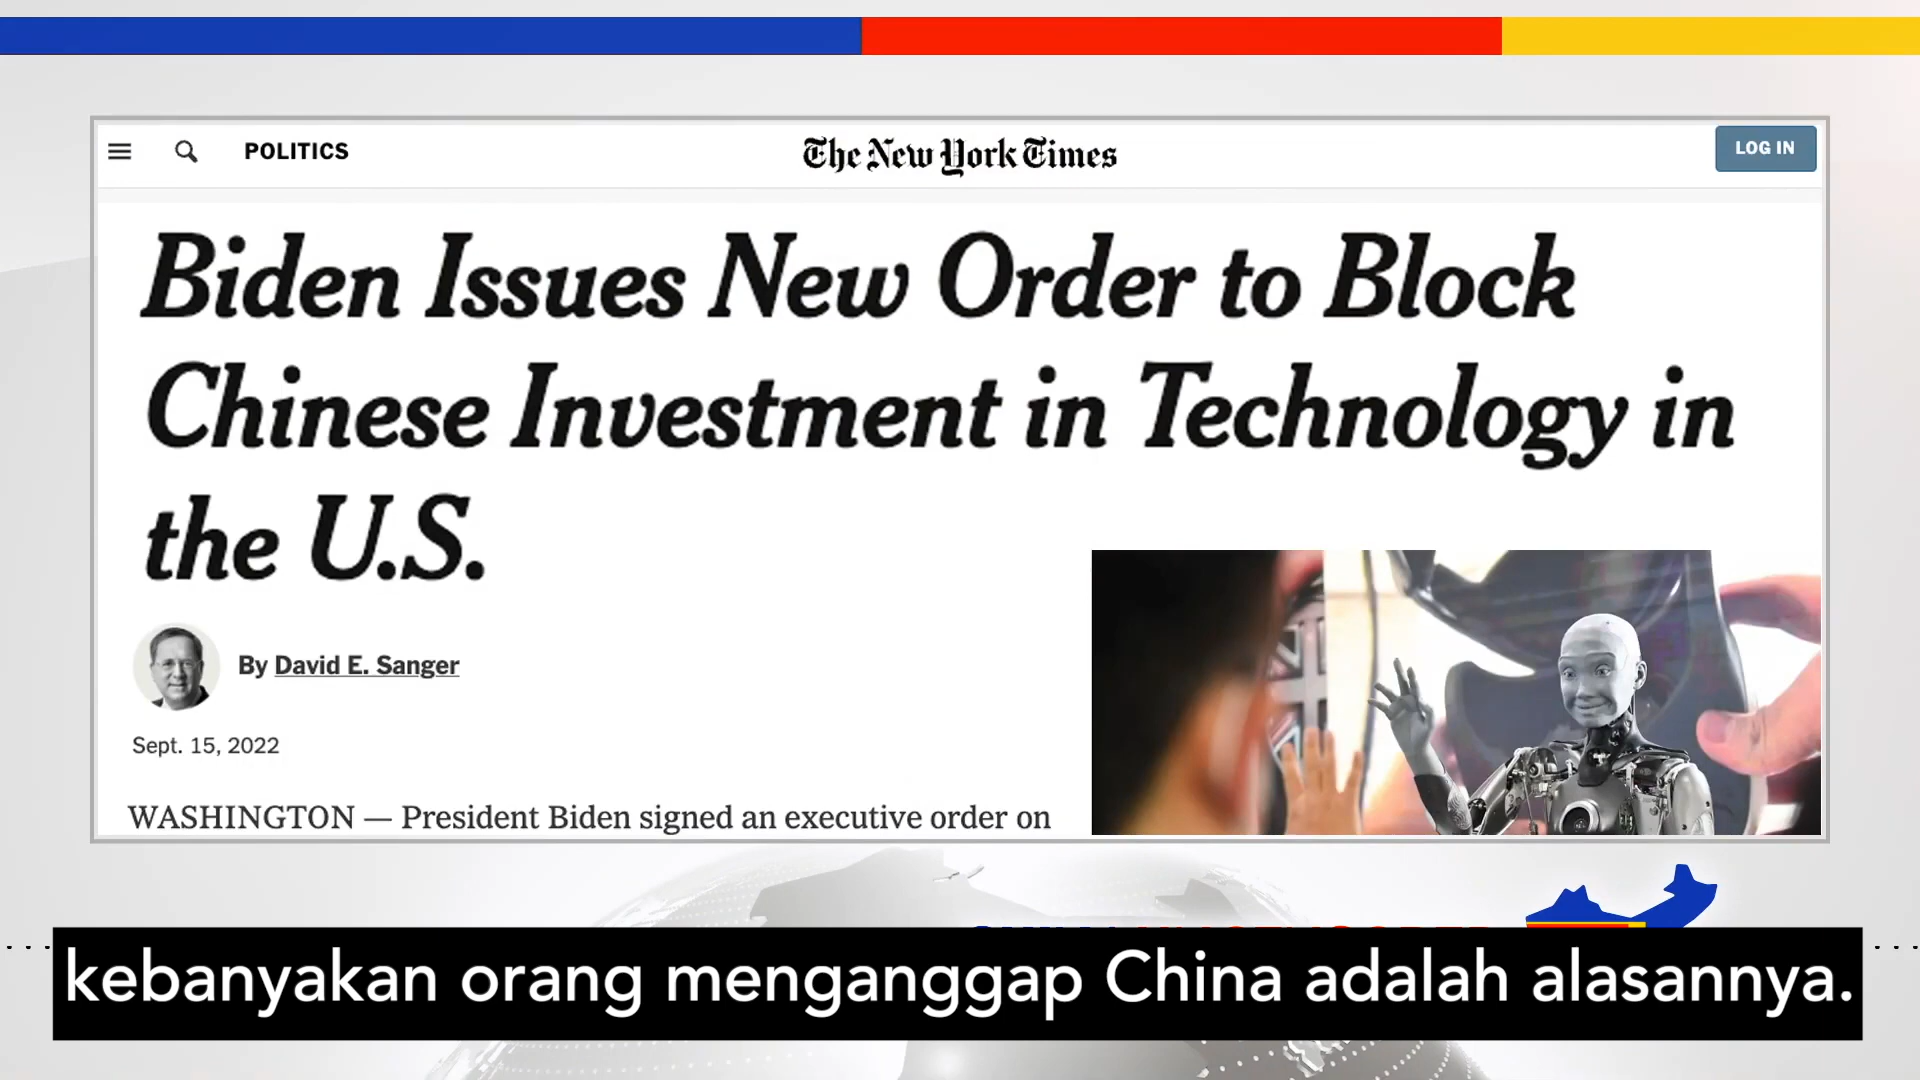 POLITICS
The New York Times
LOG IN
Biden Issues New Order to Block
Chinese Investment in Technology in
the U.S.
By David E. Sanger
Sept. 15, 2022
WASHINGTON — President Biden signed an executive order on
kebanyakan orang menganggap China adalah alasannya.